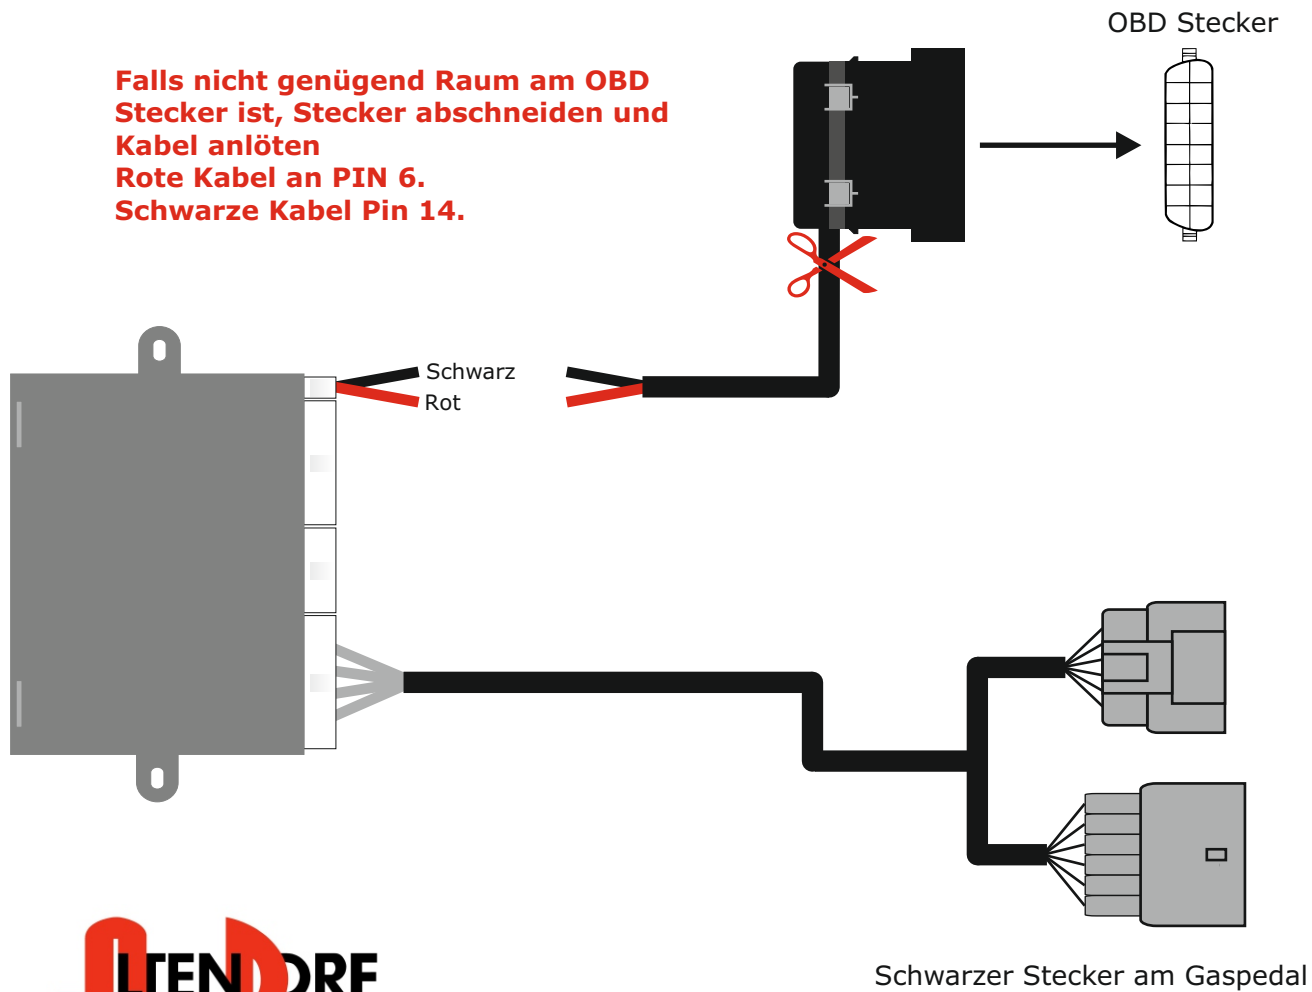 OBD Stecker
Falls nicht genügend Raum am OBD
Stecker ist, Stecker abschneiden und
Kabel anlöten
Rote Kabel an PIN 6.
Schwarze Kabel Pin 14.
Schwarz
Rot
ALTENDORF
Schwarzer Stecker am Gaspedal